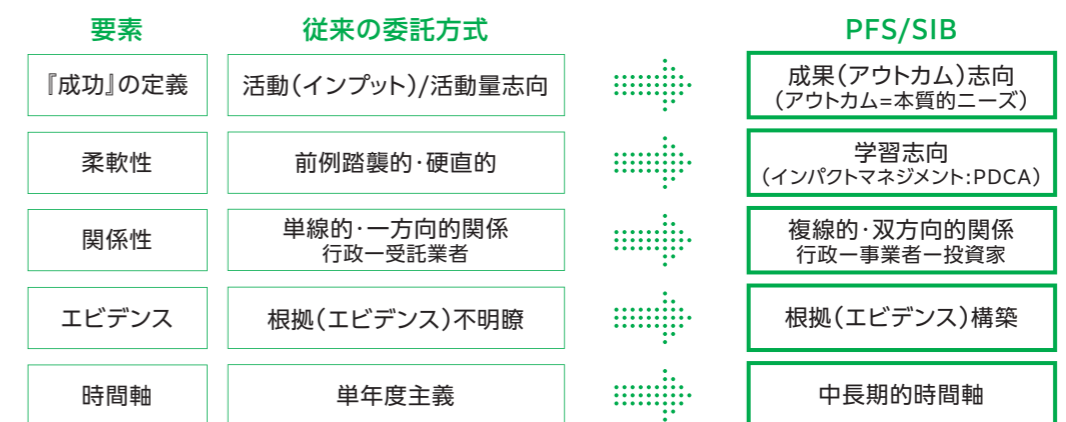 要素 従来の委託方式 PFS/SIB
『成功』の定義 活動(インプット)/活動量志向 成果(アウトカム)志向
(アウトカム=本質的ニーズ)
柔軟性 前例踏襲的・硬直的 学習志向
(インパクトマネジメント:PDCA)
関係性 単線的・一方向的関係
行政ー受託業者
複線的・双方向的関係
行政ー事業者ー投資家
エビデンス 根拠(エビデンス)不明瞭 根拠(エビデンス)構築
時間軸 単年度主義 中長期的時間軸